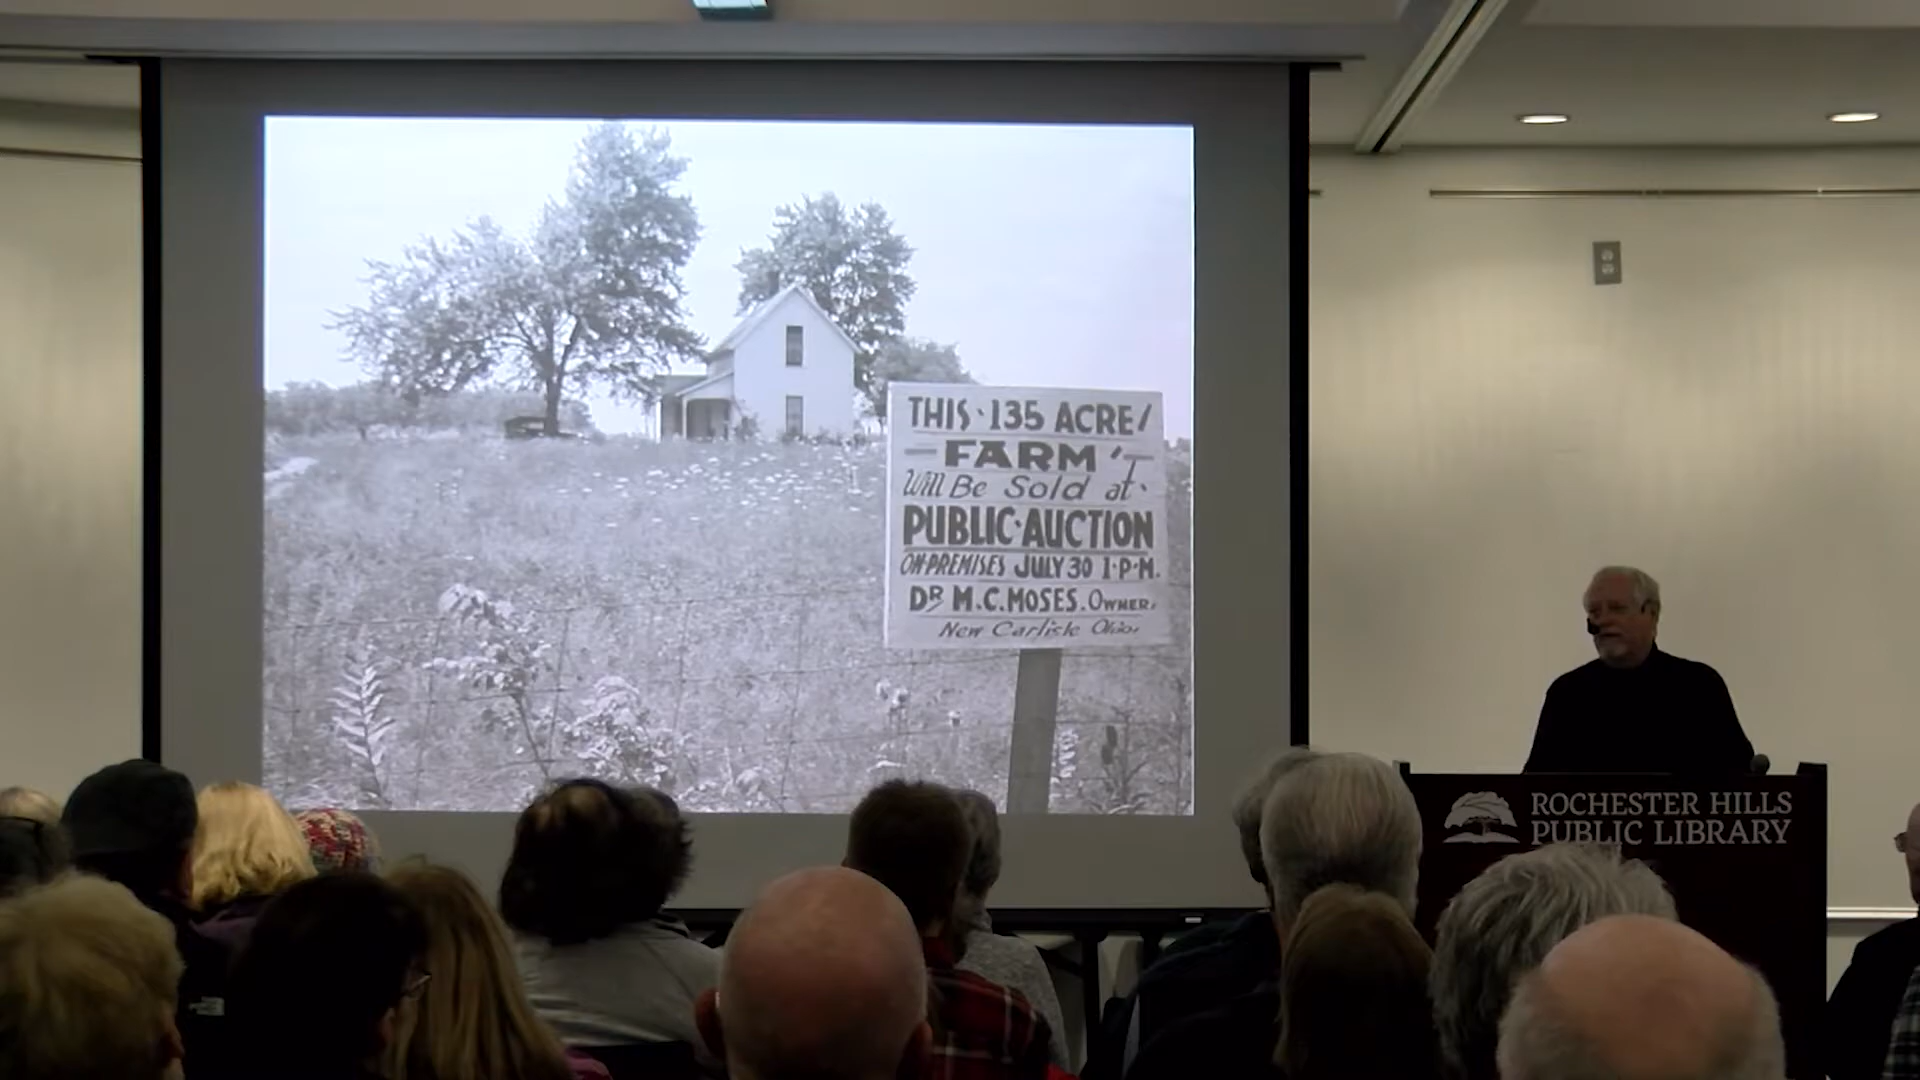 THIS · 135 ACRE
FARM
Will Be Sold at
PUBLIC · AUCTION
ON · PREMISES JULY 30 1 · P · M.
DR M.C. MOSES. OWNER,
New Carlisle Ohio.
ROCHESTER HILLS
PUBLIC LIBRARY